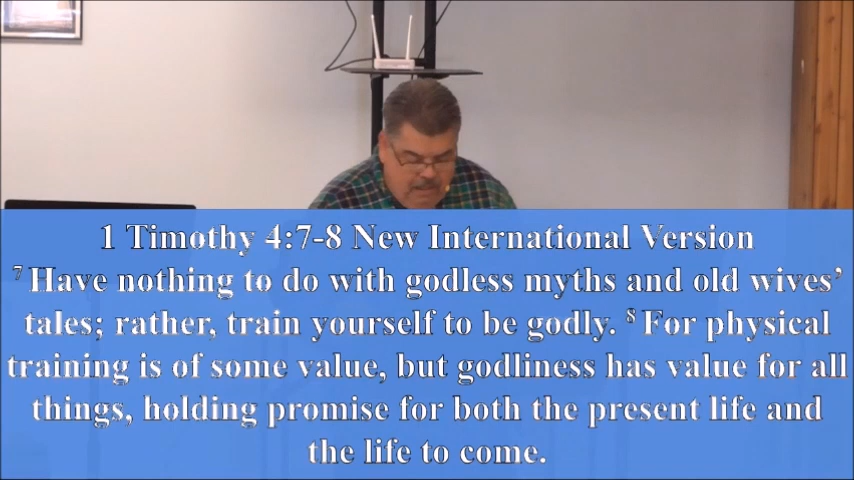 1 Timothy 4:7-8 New International Version
7 Have nothing to do with godless myths and old wives’
tales; rather, train yourself to be godly. 8 For physical
training is of some value, but godliness has value for all
things, holding promise for both the present life and
the life to come.